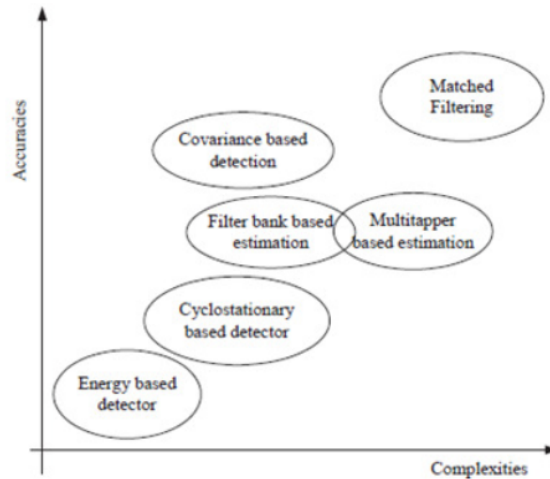 Accuracies
Matched
Filtering
Covariance based
detection
Filter bank based
estimation
Multitapper
based estimation
Cyclostationary
based detector
Energy based
detector
Complexities